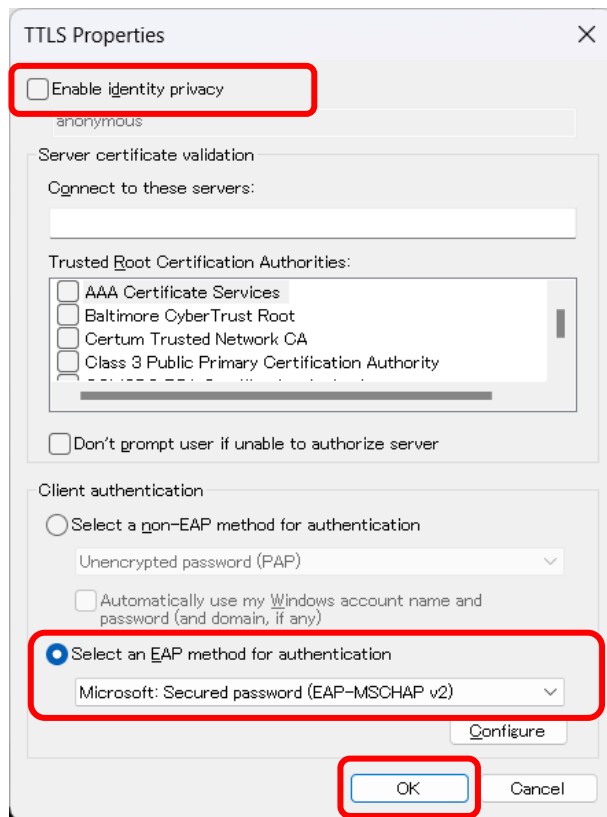 TTLS Properties
Enable identity privacy
anonymous
Server certificate validation
Connect to these servers:
Trusted Root Certification Authorities:
AAA Certificate Services
Baltimore CyberTrust Root
Certum Trusted Network CA
Class 3 Public Primary Certification Authority
Don't prompt user if unable to authorize server
Client authentication
Select a non-EAP method for authentication
Unencrypted password (PAP)
Automatically use my Windows account name and
password (and domain, if any)
Select an EAP method for authentication
Microsoft: Secured password (EAP-MSCHAP v2)
Configure
OK Cancel